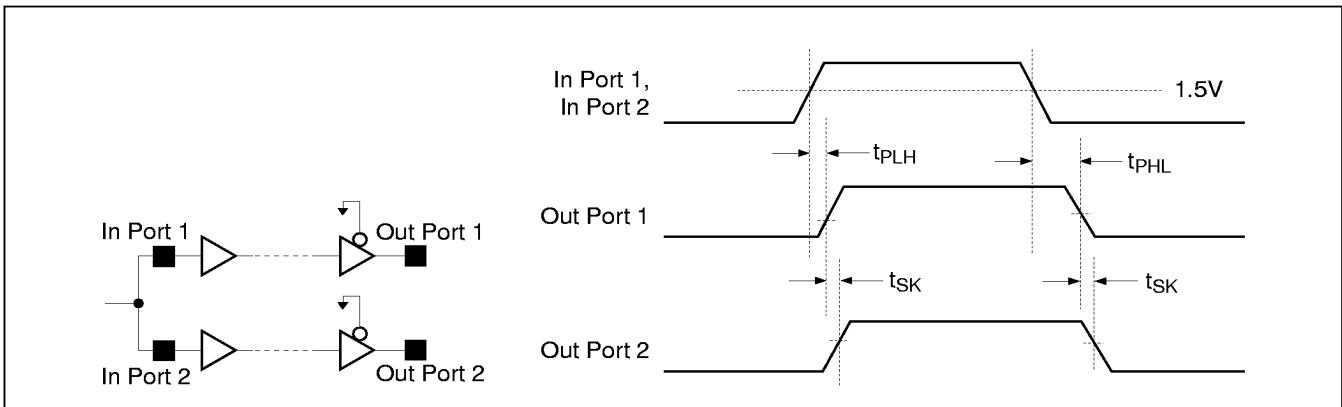 In Port 1,
In Port 2
1.5V
tPLH
tPHL
Out Port 1
tSK
tSK
Out Port 2
In Port 1
Out Port 1
In Port 2
Out Port 2